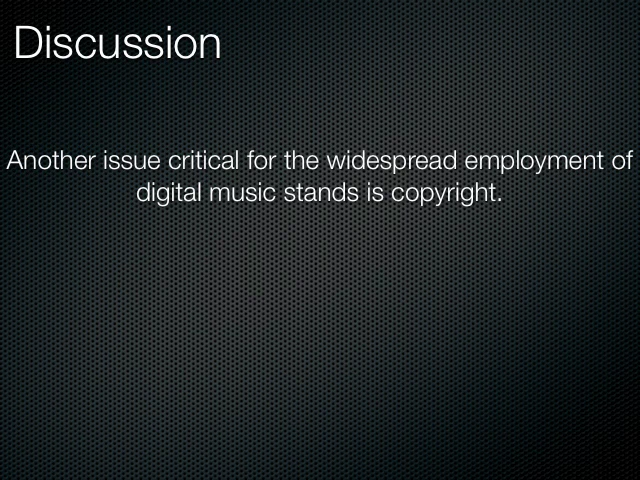 Discussion
Another issue critical for the widespread employment of
digital music stands is copyright.